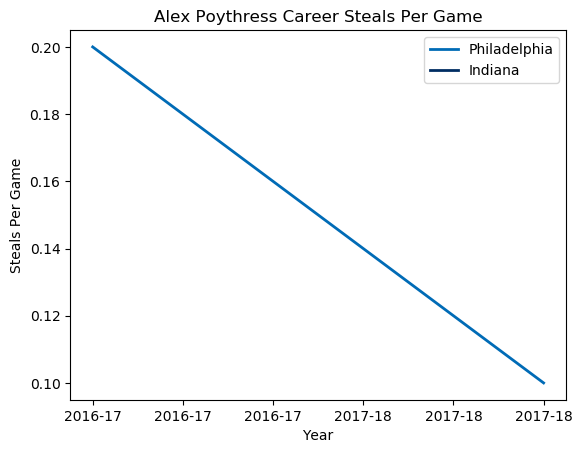 Alex Poythress Career Steals Per Game
Philadelphia
Indiana
Steals Per Game
0.20
0.18
0.16
0.14
0.12
0.10
2016-17 2016-17 2016-17 2017-18 2017-18 2017-18
Year